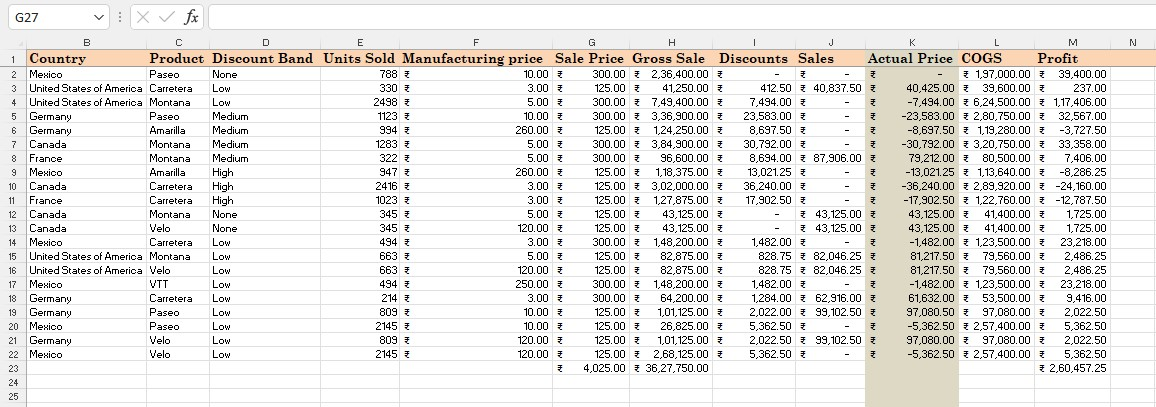 G27 fx
B C D E F G H I J K L M N
1 Country Product Discount Band Units Sold Manufacturing price Sale Price Gross Sale Discounts Sales Actual Price COGS Profit
2 Mexico Paseo None 788 ₹ 10.00 ₹ 300.00 ₹ 2,36,400.00 ₹ - ₹ - ₹ - ₹ 1,97,000.00 ₹ 39,400.00
3 United States of America Carretera Low 330 ₹ 3.00 ₹ 125.00 ₹ 41,250.00 ₹ 412.50 ₹ 40,837.50 ₹ 40,425.00 ₹ 39,600.00 ₹ 237.00
4 United States of America Montana Low 2498 ₹ 5.00 ₹ 300.00 ₹ 7,49,400.00 ₹ 7,494.00 ₹ - ₹ -7,494.00 ₹ 6,24,500.00 ₹ 1,17,406.00
5 Germany Paseo Medium 1123 ₹ 10.00 ₹ 300.00 ₹ 3,36,900.00 ₹ 23,583.00 ₹ - ₹ -23,583.00 ₹ 2,80,750.00 ₹ 32,567.00
6 Germany Amarilla Medium 994 ₹ 260.00 ₹ 125.00 ₹ 1,24,250.00 ₹ 8,697.50 ₹ - ₹ -8,697.50 ₹ 1,19,280.00 ₹ -3,727.50
7 Canada Montana Medium 1283 ₹ 5.00 ₹ 300.00 ₹ 3,84,900.00 ₹ 30,792.00 ₹ - ₹ -30,792.00 ₹ 3,20,750.00 ₹ 33,358.00
8 France Montana Medium 322 ₹ 5.00 ₹ 300.00 ₹ 96,600.00 ₹ 8,694.00 ₹ 87,906.00 ₹ 79,212.00 ₹ 80,500.00 ₹ 7,406.00
9 Mexico Amarilla High 947 ₹ 260.00 ₹ 125.00 ₹ 1,18,375.00 ₹ 13,021.25 ₹ - ₹ -13,021.25 ₹ 1,13,640.00 ₹ -8,286.25
10 Canada Carretera High 2416 ₹ 3.00 ₹ 125.00 ₹ 3,02,000.00 ₹ 36,240.00 ₹ - ₹ -36,240.00 ₹ 2,89,920.00 ₹ -24,160.00
11 France Carretera High 1023 ₹ 3.00 ₹ 125.00 ₹ 1,27,875.00 ₹ 17,902.50 ₹ - ₹ -17,902.50 ₹ 1,22,760.00 ₹ -12,787.50
12 Canada Montana None 345 ₹ 5.00 ₹ 125.00 ₹ 43,125.00 ₹ - ₹ 43,125.00 ₹ 43,125.00 ₹ 41,400.00 ₹ 1,725.00
13 Canada Velo None 345 ₹ 120.00 ₹ 125.00 ₹ 43,125.00 ₹ - ₹ 43,125.00 ₹ 43,125.00 ₹ 41,400.00 ₹ 1,725.00
14 Mexico Carretera Low 494 ₹ 3.00 ₹ 300.00 ₹ 1,48,200.00 ₹ 1,482.00 ₹ - ₹ -1,482.00 ₹ 1,23,500.00 ₹ 23,218.00
15 United States of America Montana Low 663 ₹ 5.00 ₹ 125.00 ₹ 82,875.00 ₹ 828.75 ₹ 82,046.25 ₹ 81,217.50 ₹ 79,560.00 ₹ 2,486.25
16 United States of America Velo Low 663 ₹ 120.00 ₹ 125.00 ₹ 82,875.00 ₹ 828.75 ₹ 82,046.25 ₹ 81,217.50 ₹ 79,560.00 ₹ 2,486.25
17 Mexico VTT Low 494 ₹ 250.00 ₹ 300.00 ₹ 1,48,200.00 ₹ 1,482.00 ₹ - ₹ -1,482.00 ₹ 1,23,500.00 ₹ 23,218.00
18 Germany Carretera Low 214 ₹ 3.00 ₹ 300.00 ₹ 64,200.00 ₹ 1,284.00 ₹ 62,916.00 ₹ 61,632.00 ₹ 53,500.00 ₹ 9,416.00
19 Germany Paseo Low 809 ₹ 10.00 ₹ 125.00 ₹ 1,01,125.00 ₹ 2,022.00 ₹ 99,102.50 ₹ 97,080.50 ₹ 97,080.00 ₹ 2,022.50
20 Mexico Paseo Low 2145 ₹ 10.00 ₹ 125.00 ₹ 26,825.00 ₹ 5,362.50 ₹ - ₹ -5,362.50 ₹ 2,57,400.00 ₹ 5,362.50
21 Germany Velo Low 809 ₹ 120.00 ₹ 125.00 ₹ 1,01,125.00 ₹ 2,022.50 ₹ 99,102.50 ₹ 97,080.00 ₹ 97,080.00 ₹ 2,022.50
22 Mexico Velo Low 2145 ₹ 120.00 ₹ 125.00 ₹ 2,68,125.00 ₹ 5,362.50 ₹ - ₹ -5,362.50 ₹ 2,57,400.00 ₹ 5,362.50
23 ₹ 4,025.00 ₹ 36,27,750.00 ₹ 2,60,457.25
24
25